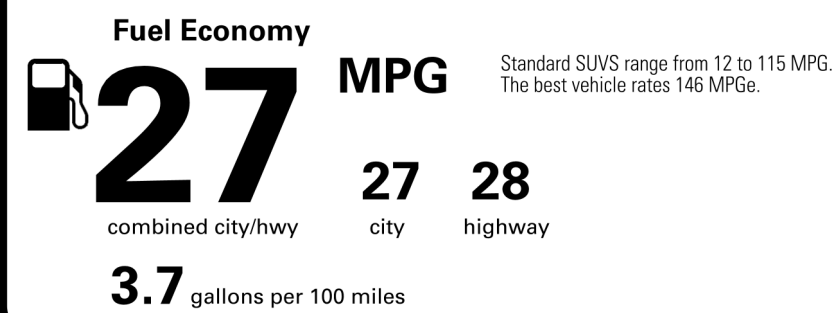 Fuel Economy
27 MPG
Standard SUVS range from 12 to 115 MPG.
The best vehicle rates 146 MPGe.
27 28
combined city/hwy city highway
3.7 gallons per 100 miles